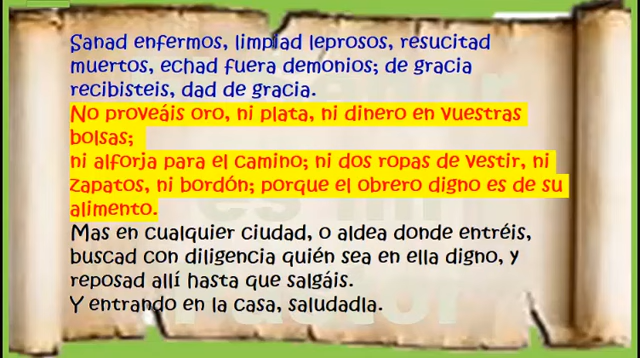 Sanad enfermos, limpiad leprosos, resucitad
muertos, echad fuera demonios; de gracia
recibisteis, dad de gracia.
No proveáis oro, ni plata, ni dinero en vuestras
bolsas;
ni alforja para el camino; ni dos ropas de vestir, ni
zapatos, ni bordón; porque el obrero digno es de su
alimento.
Mas en cualquier ciudad, o aldea donde entréis,
buscad con diligencia quién sea en ella digno, y
reposad allí hasta que salgáis.
Y entrando en la casa, saludadla.